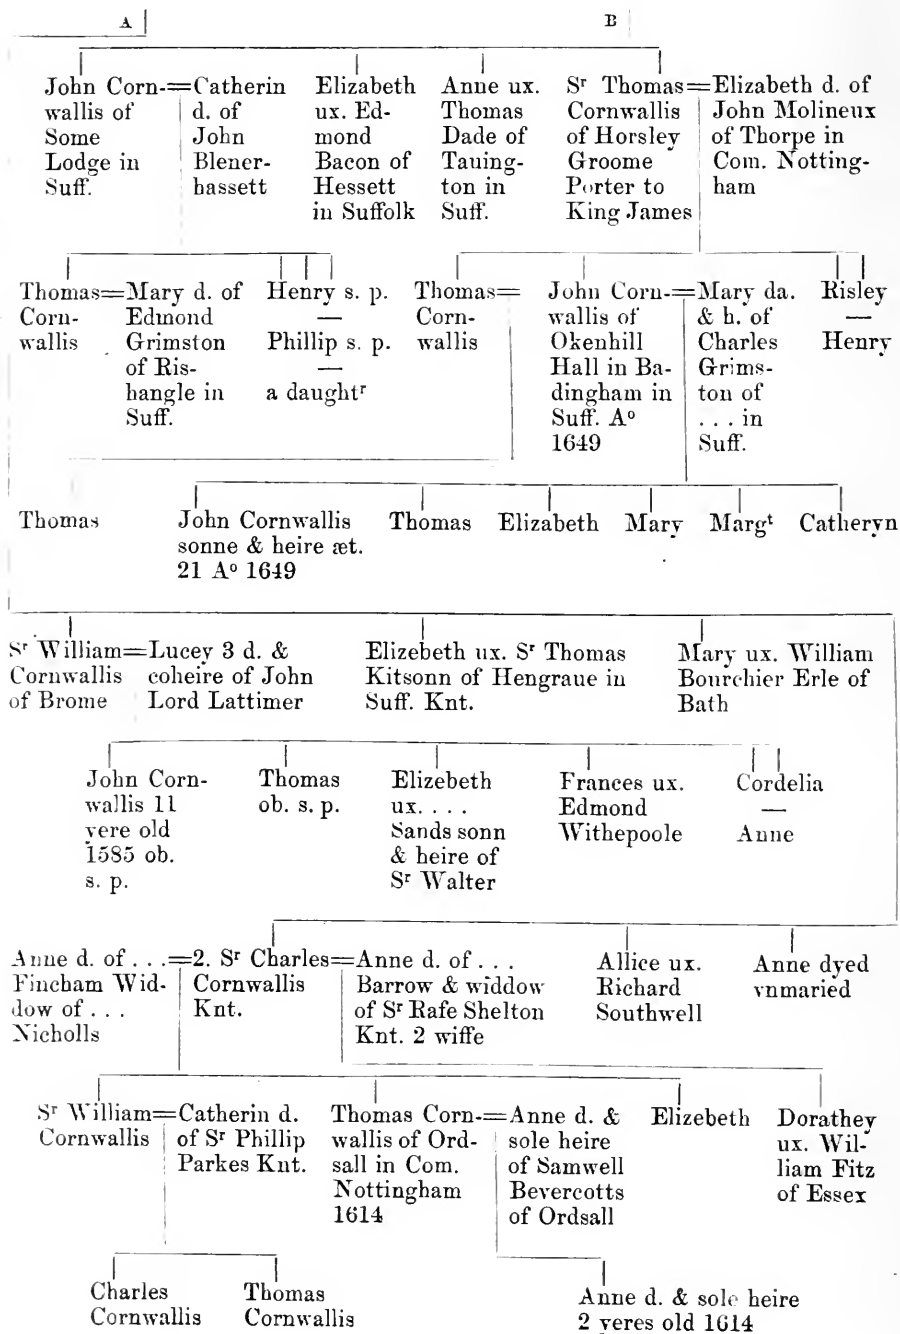 A B
John Corn-=Catherin
wallis of d. of
Some John
Lodge in Blener-
Suff. hassett
Elizabeth
ux. Ed-
mond
Bacon of
Hessett
in Suffolk
Anne ux.
Thomas
Dade of
Tauing-
ton in
Suff.
Sr Thomas=Elizabeth d. of
Cornwallis John Molineux
of Horsley of Thorpe in
Groome Com. Notting-
Porter to ham
King James
Thomas=Mary d. of
Corn- Edmond
wallis Grimston
of Ris-
hangle in
Suff.
Henry s. p.
—
Phillip s. p.
—
a daughtr
Thomas=
Corn-
wallis
John Corn-=Mary da.
wallis of & h. of
Okenhill Charles
Hall in Ba- Grims-
dingham in ton of
Suff. Ao . . . in
1649 Suff.
Risley
—
Henry
Thomas
John Cornwallis
sonne & heire æt.
21 Ao 1649
Thomas Elizabeth Mary Margt Catheryn
Sr William=Lucey 3 d. &
Cornwallis coheire of John
of Brome Lord Lattimer
Elizebeth ux. Sr Thomas
Kitsonn of Hengraue in
Suff. Knt.
Mary ux. William
Bourchier Erle of
Bath
John Corn-
wallis 11
yere old
1585 ob.
s. p.
Thomas
ob. s. p.
Elizebeth
ux. . . .
Sands sonn
& heire of
Sr Walter
Frances ux.
Edmond
Withepoole
Cordelia
—
Anne
Anne d. of . . .=2. Sr Charles=Anne d. of . . .
Fincham Wid- Cornwallis Barrow & widdow
dow of . . . Knt. of Sr Rafe Shelton
Nicholls Knt. 2 wiffe
Allice ux.
Richard
Southwell
Anne dyed
vnmaried
Sr William=Catherin d.
Cornwallis of Sr Phillip
Parkes Knt.
Thomas Corn-=Anne d. &
wallis of Ord- sole heire
sall in Com. of Samwell
Nottingham Bevercotts
1614 of Ordsall
Elizebeth
Dorathey
ux. Wil-
liam Fitz
of Essex
Charles
Cornwallis
Thomas
Cornwallis
Anne d. & sole heire
2 yeres old 1614